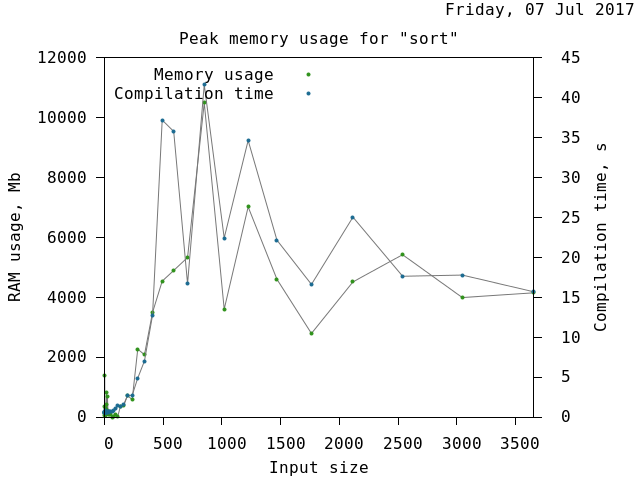 Friday, 07 Jul 2017
Peak memory usage for "sort"
Memory usage
Compilation time
12000
10000
8000
6000
4000
2000
0
45
40
35
30
25
20
15
10
5
0
RAM usage, Mb
Compilation time, s
0 500 1000 1500 2000 2500 3000 3500
Input size